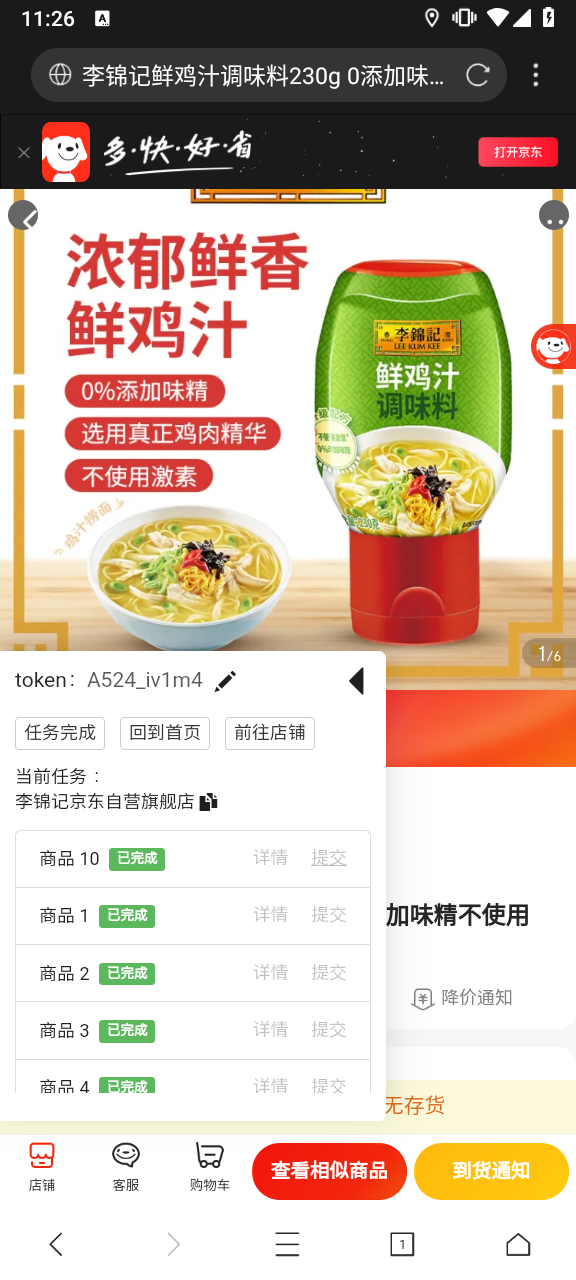 11:26
李锦记鲜鸡汁调味料230g 0添加味…
多·快·好·省
打开京东
浓郁鲜香
鲜鸡汁
0%添加味精
选用真正鸡肉精华
不使用激素
鸡汁捞面
李錦記
LEE KUM KEE
鲜鸡汁
调味料
1/6
token： A524_iv1m4
任务完成
回到首页
前往店铺
当前任务：
李锦记京东自营旗舰店
商品 10 已完成 详情 提交
商品 1 已完成 详情 提交
商品 2 已完成 详情 提交
商品 3 已完成 详情 提交
商品 4 已完成 详情 提交
加味精不使用
降价通知
无存货
店铺
客服
购物车
查看相似商品
到货通知
1